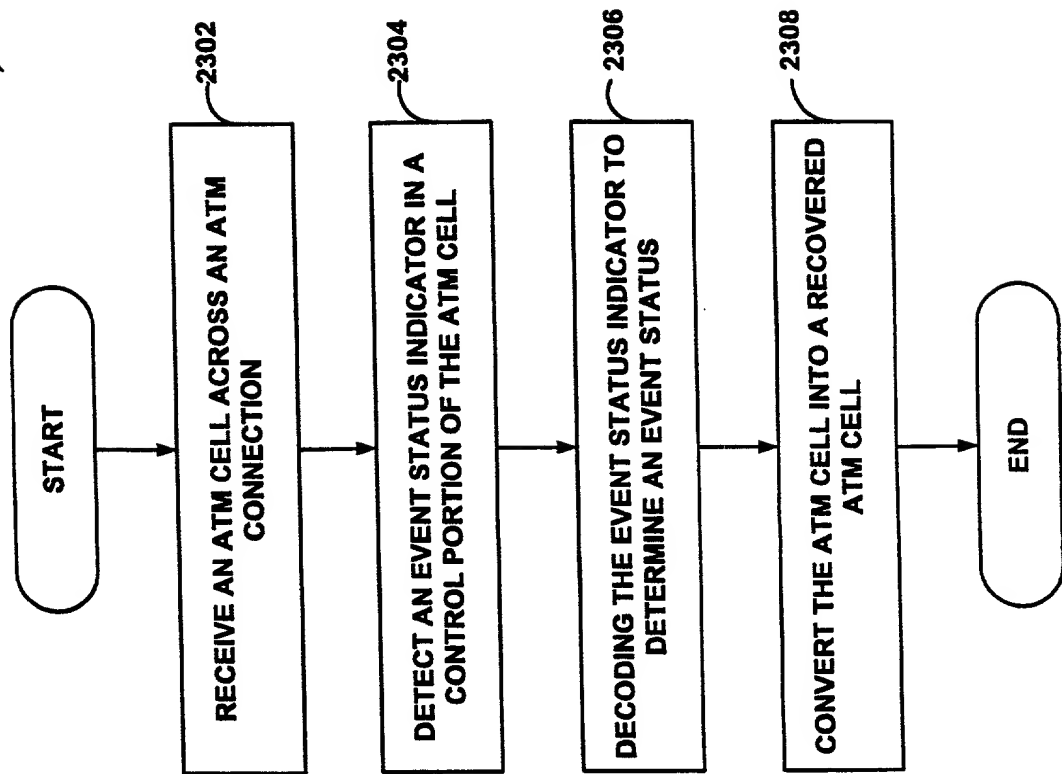 START
RECEIVE AN ATM CELL ACROSS AN ATM
CONNECTION
2302
DETECT AN EVENT STATUS INDICATOR IN A
CONTROL PORTION OF THE ATM CELL
2304
DECODING THE EVENT STATUS INDICATOR TO
DETERMINE AN EVENT STATUS
2306
CONVERT THE ATM CELL INTO A RECOVERED
ATM CELL
2308
END